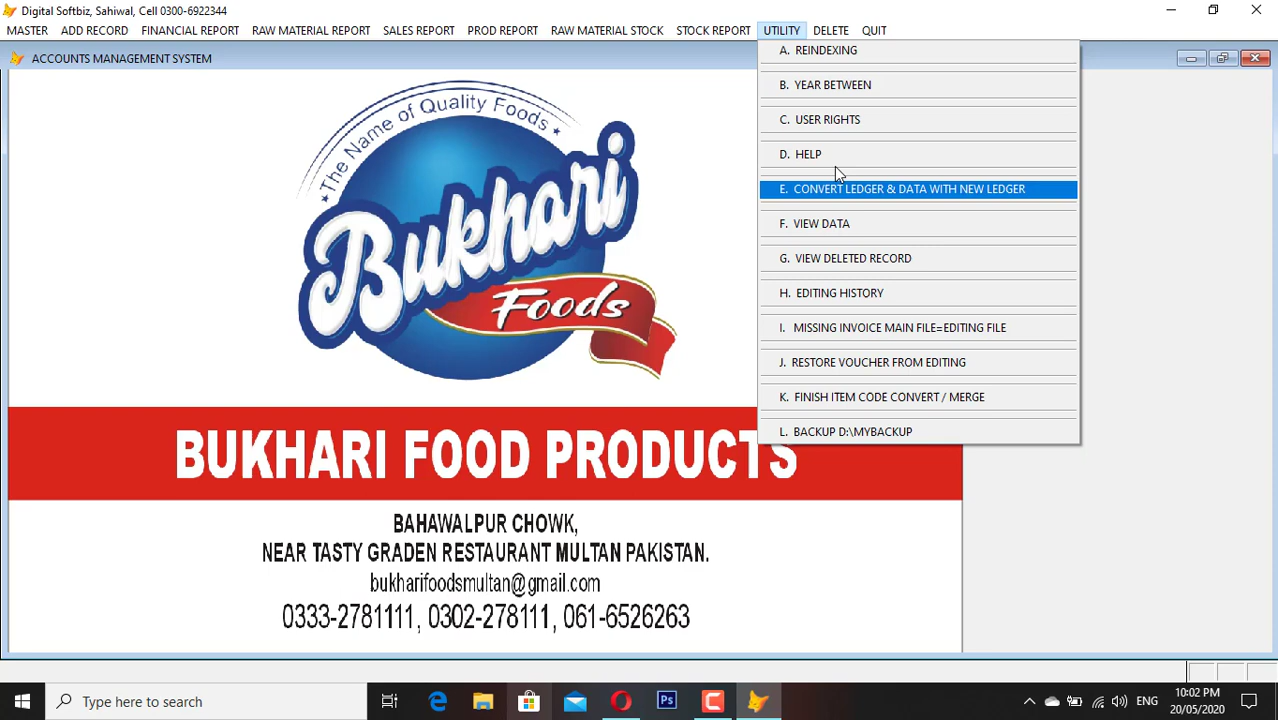 Digital Softbiz, Sahiwal, Cell 0300-6922344
MASTER ADD RECORD FINANCIAL REPORT RAW MATERIAL REPORT SALES REPORT PROD REPORT RAW MATERIAL STOCK STOCK REPORT UTILITY DELETE QUIT
ACCOUNTS MANAGEMENT SYSTEM
A. REINDEXING
B. YEAR BETWEEN
C. USER RIGHTS
D. HELP
E. CONVERT LEDGER & DATA WITH NEW LEDGER
F. VIEW DATA
G. VIEW DELETED RECORD
H. EDITING HISTORY
I. MISSING INVOICE MAIN FILE=EDITING FILE
J. RESTORE VOUCHER FROM EDITING
K. FINISH ITEM CODE CONVERT / MERGE
L. BACKUP D:\MYBACKUP
The Name of Quality Foods
Bukhari
Foods
BUKHARI FOOD PRODUCTS
BAHAWALPUR CHOWK,
NEAR TASTY GRADEN RESTAURANT MULTAN PAKISTAN.
bukharifoodsmultan@gmail.com
0333-2781111, 0302-278111, 061-6526263
Type here to search
Ps
ENG
10:02 PM
20/05/2020